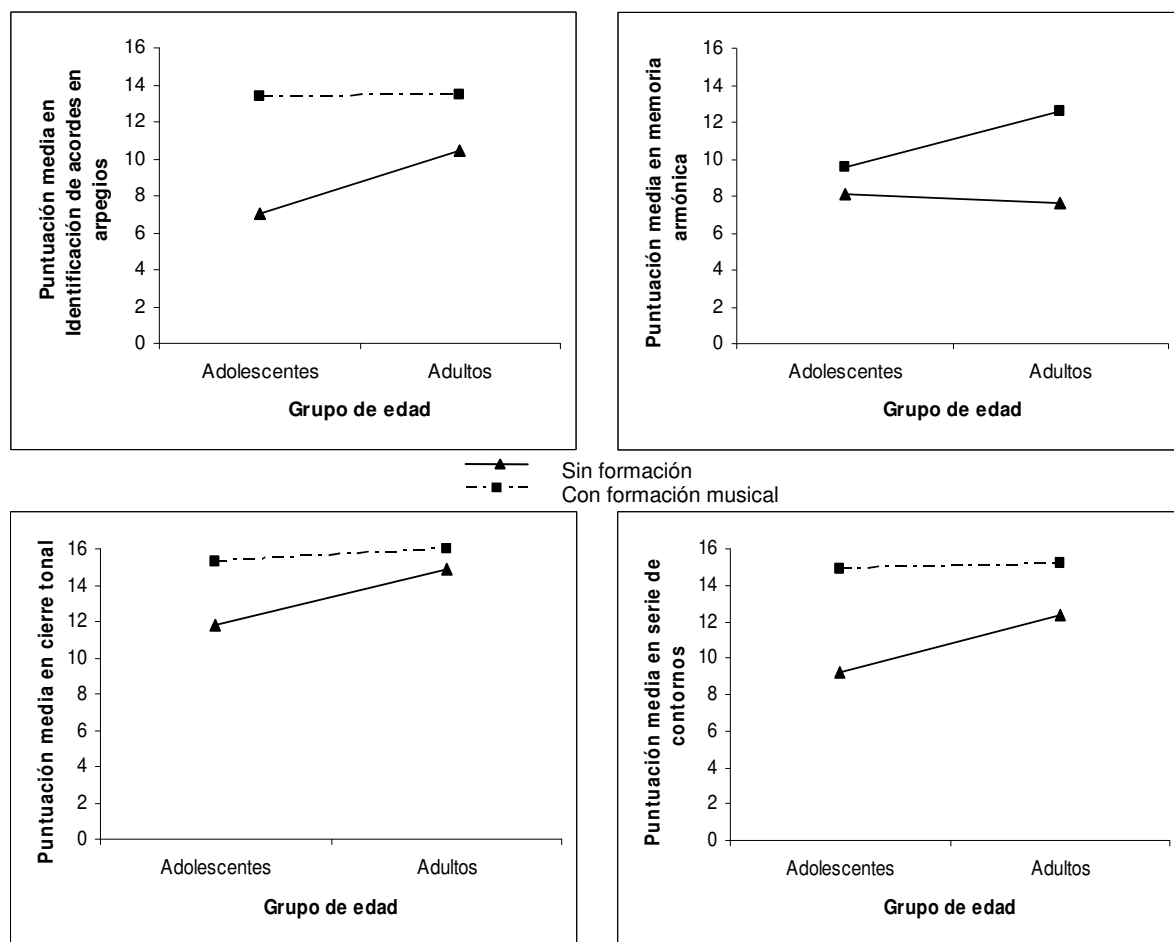 Puntuación media en
Identificación de acordes en
arpegios
16
14
12
10
8
6
4
2
0
Adolescentes Adultos
Grupo de edad
Puntuación media en memoria
armónica
16
14
12
10
8
6
4
2
0
Adolescentes Adultos
Grupo de edad
Sin formación
Con formación musical
Puntuación media en cierre tonal
16
14
12
10
8
6
4
2
0
Adolescentes Adultos
Grupo de edad
Puntuación media en serie de
contornos
16
14
12
10
8
6
4
2
0
Adolescentes Adultos
Grupo de edad